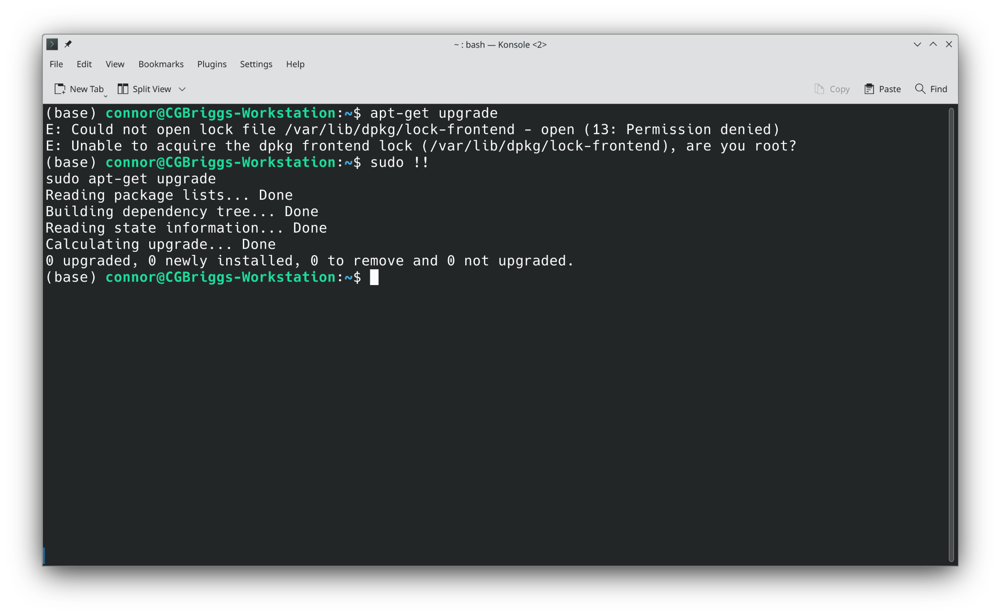 ~ : bash — Konsole <2>
File Edit View Bookmarks Plugins Settings Help
New Tab Split View Copy Paste Find
(base) connor@CGBriggs-Workstation:~$ apt-get upgrade
E: Could not open lock file /var/lib/dpkg/lock-frontend - open (13: Permission denied)
E: Unable to acquire the dpkg frontend lock (/var/lib/dpkg/lock-frontend), are you root?
(base) connor@CGBriggs-Workstation:~$ sudo !!
sudo apt-get upgrade
Reading package lists... Done
Building dependency tree... Done
Reading state information... Done
Calculating upgrade... Done
0 upgraded, 0 newly installed, 0 to remove and 0 not upgraded.
(base) connor@CGBriggs-Workstation:~$